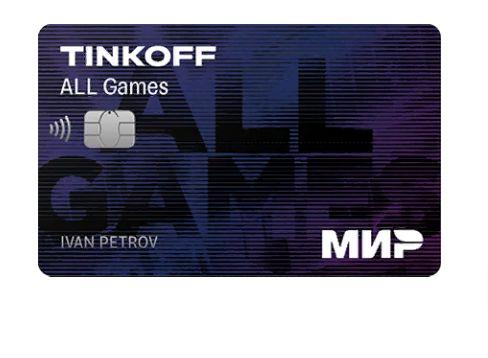 TINKOFF
ALL Games
ALL
GAMES
IVAN PETROV
МИР